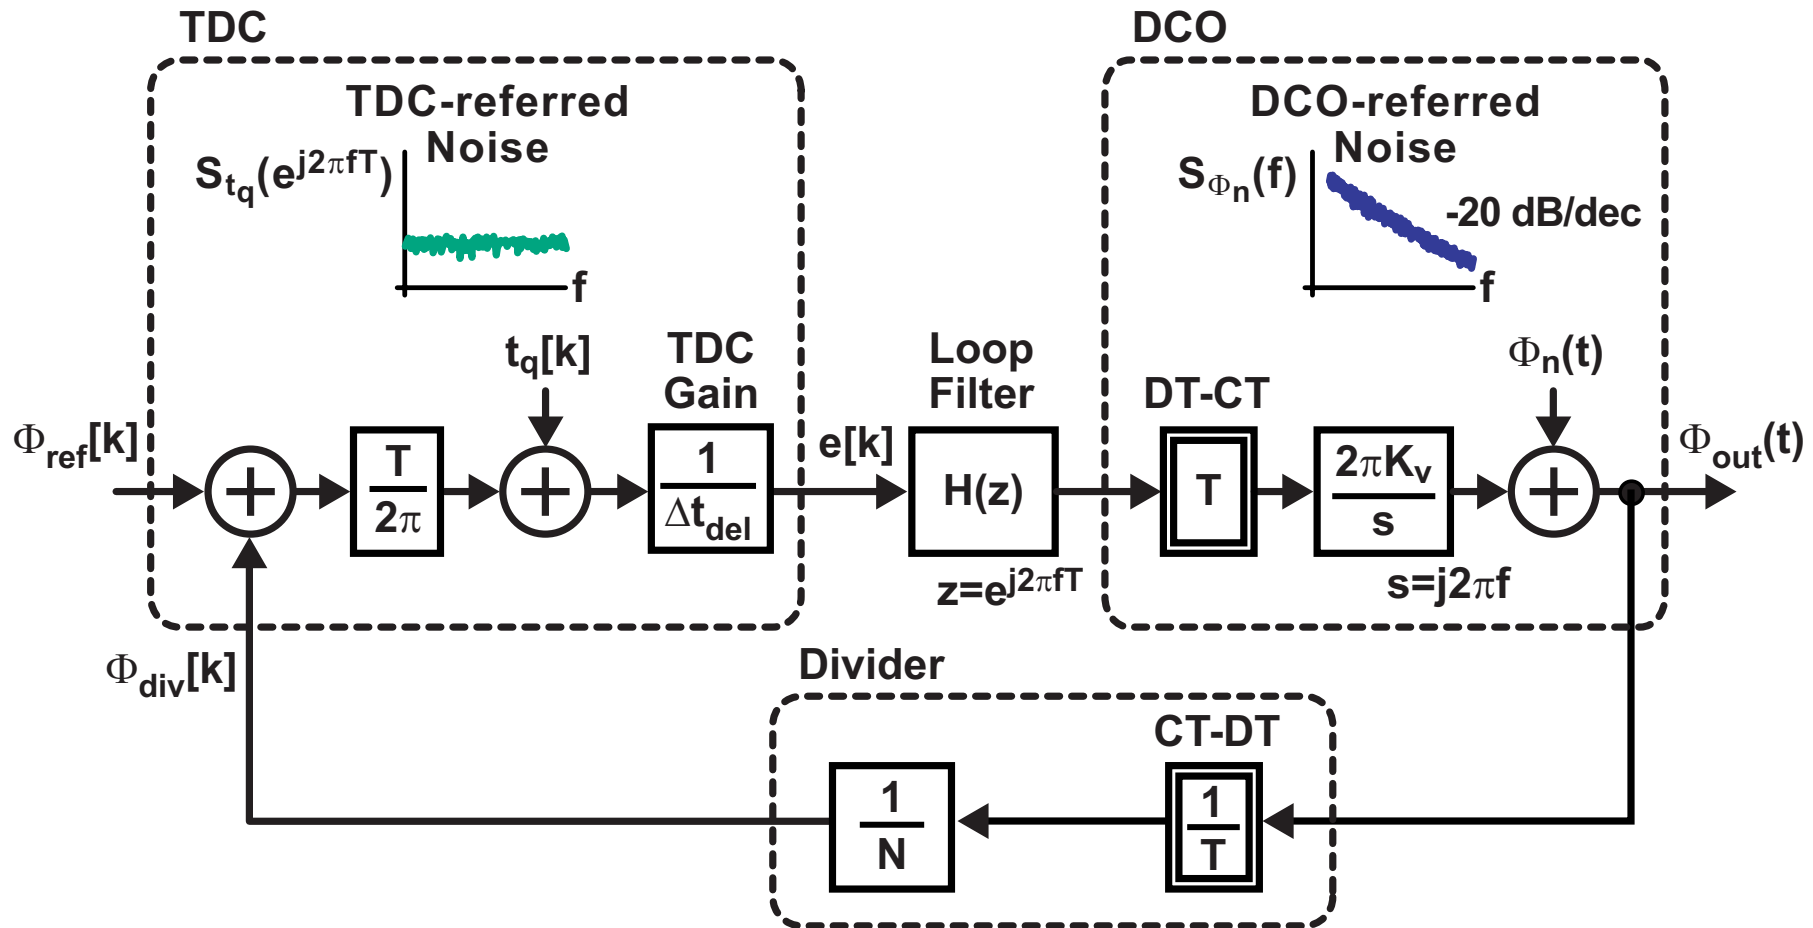 TDC
DCO
TDC-referred
Noise
S_tq(e^j2πfT)
f
DCO-referred
Noise
S_Φn(f)
-20 dB/dec
f
t_q[k]
TDC
Gain
Loop
Filter
DT-CT
Φ_n(t)
Φ_ref[k]
T
2π
1
Δt_del
e[k]
H(z)
T
2πK_v
s
Φ_out(t)
z=e^j2πfT
s=j2πf
Φ_div[k]
Divider
CT-DT
1
N
1
T